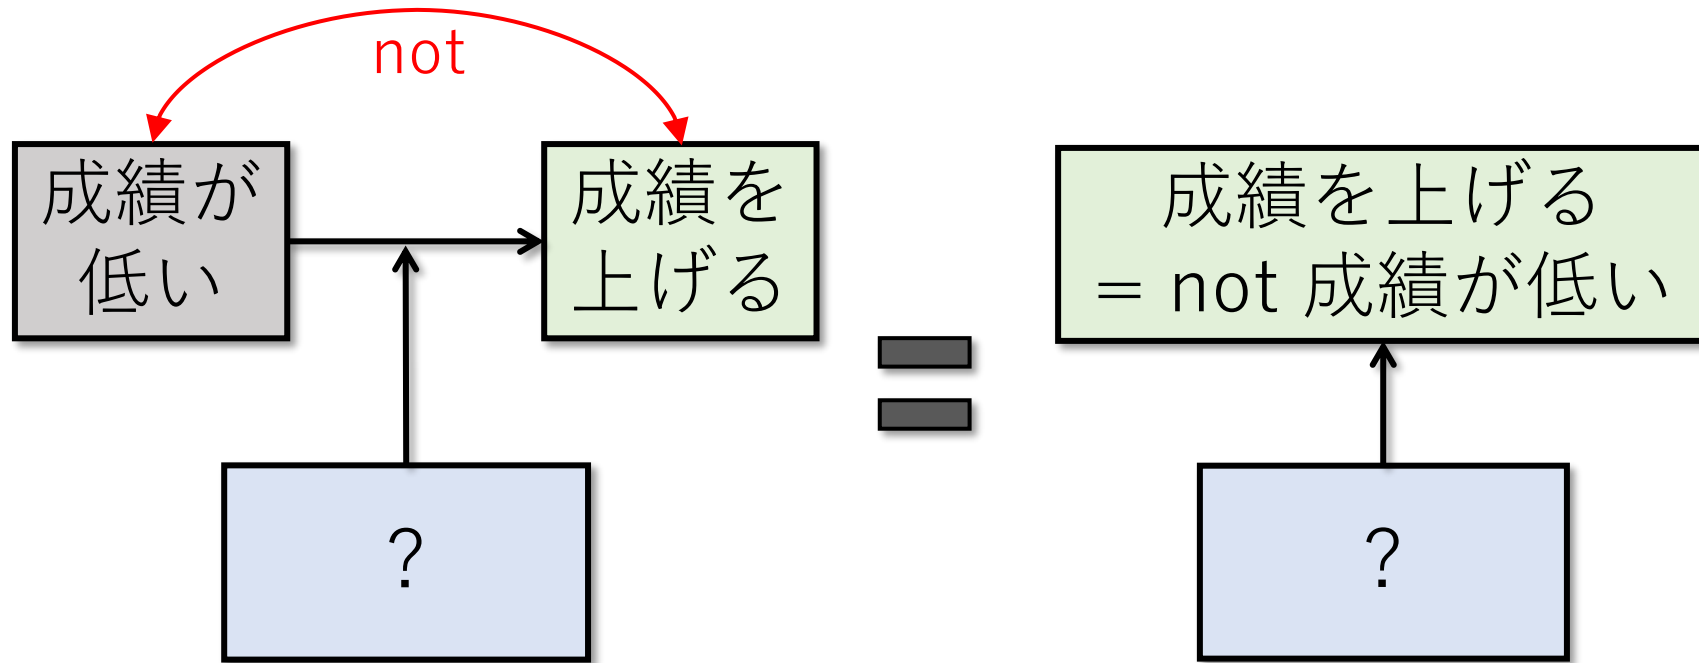 not
成績が
低い
成績を
上げる
?
成績を上げる
= not 成績が低い
?